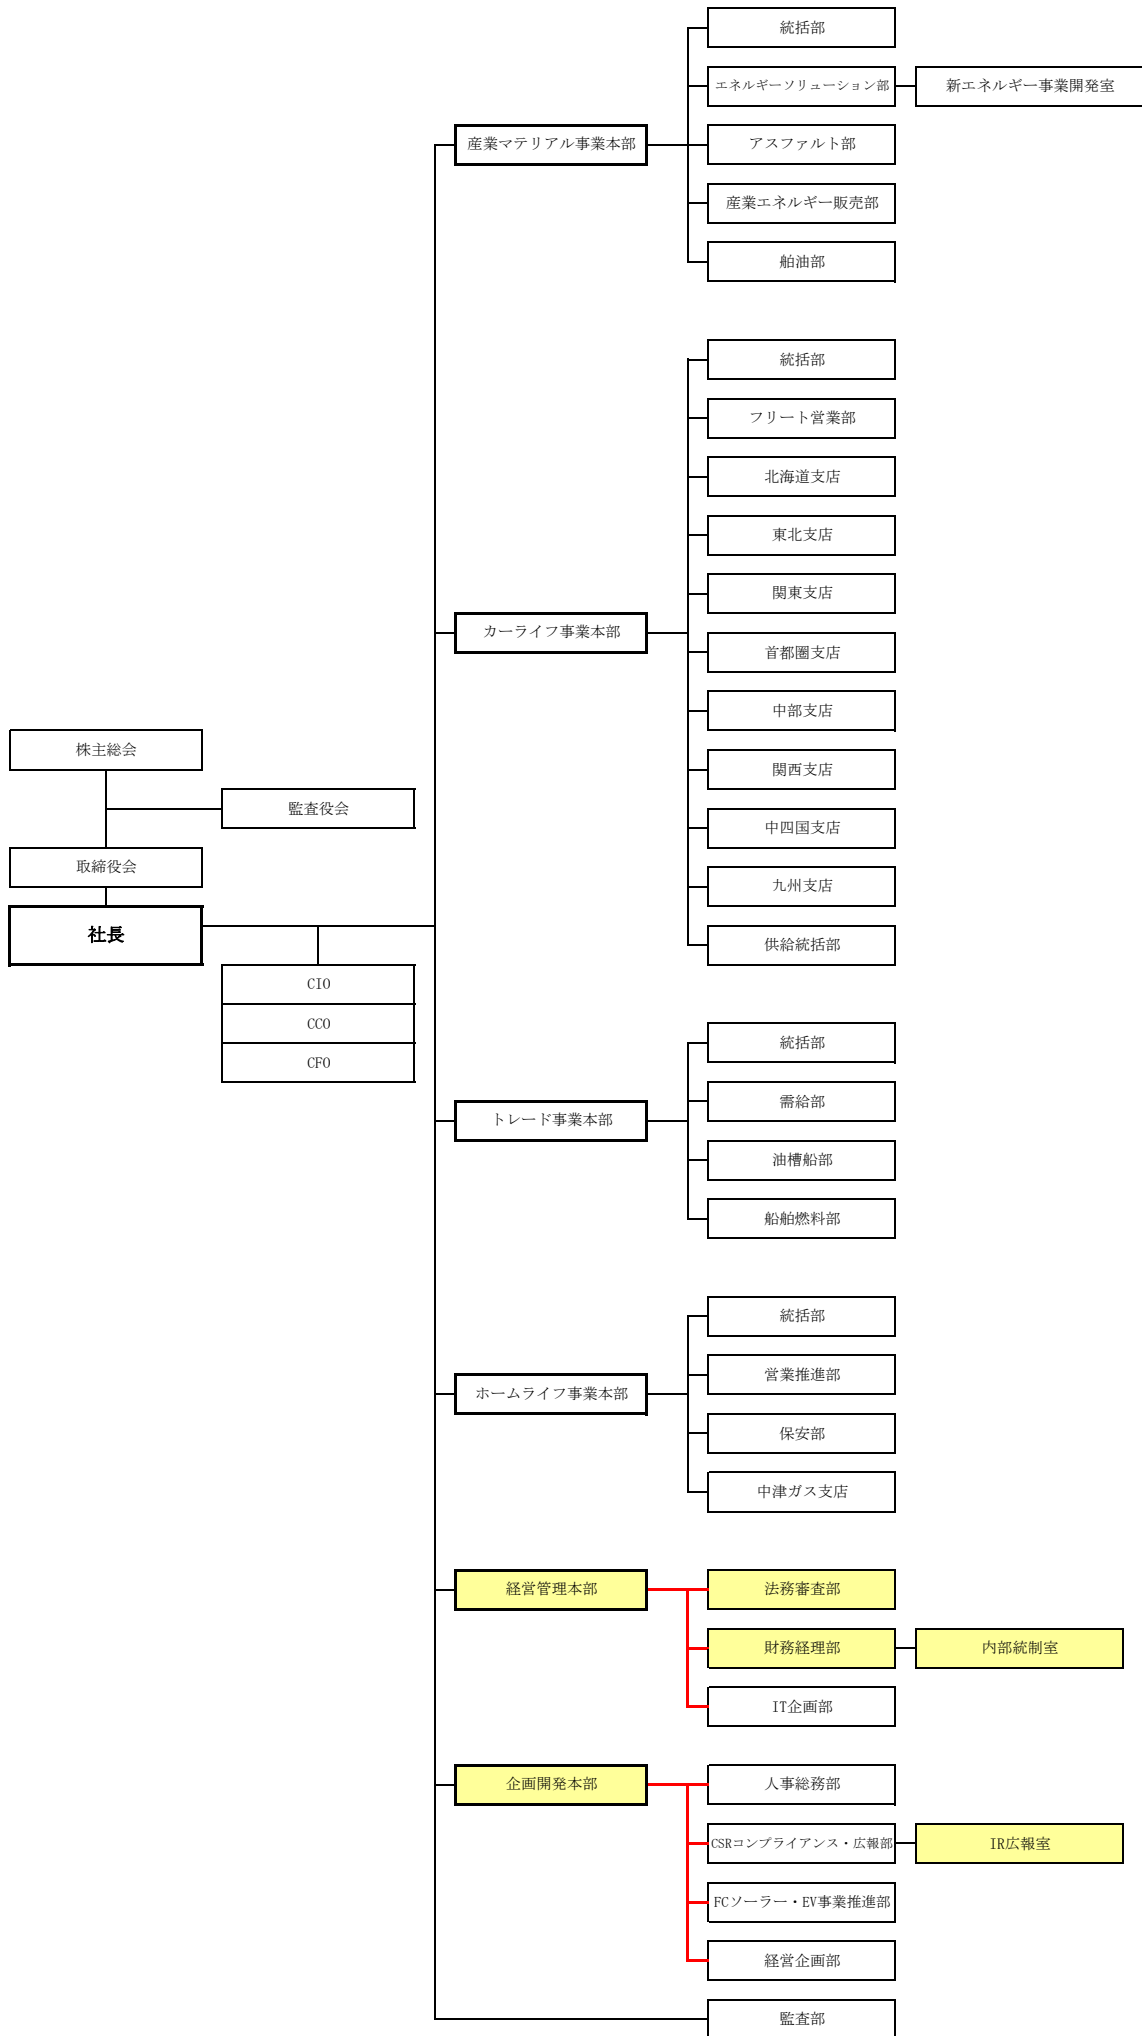 株主総会
監査役会
取締役会
社長
CIO
CCO
CFO
産業マテリアル事業本部
統括部
エネルギーソリューション部
新エネルギー事業開発室
アスファルト部
産業エネルギー販売部
舶油部
カーライフ事業本部
統括部
フリート営業部
北海道支店
東北支店
関東支店
首都圏支店
中部支店
関西支店
中四国支店
九州支店
供給統括部
トレード事業本部
統括部
需給部
油槽船部
船舶燃料部
ホームライフ事業本部
統括部
営業推進部
保安部
中津ガス支店
経営管理本部
法務審査部
財務経理部
内部統制室
IT企画部
企画開発本部
人事総務部
CSRコンプライアンス・広報部
IR広報室
FCソーラー・EV事業推進部
経営企画部
監査部